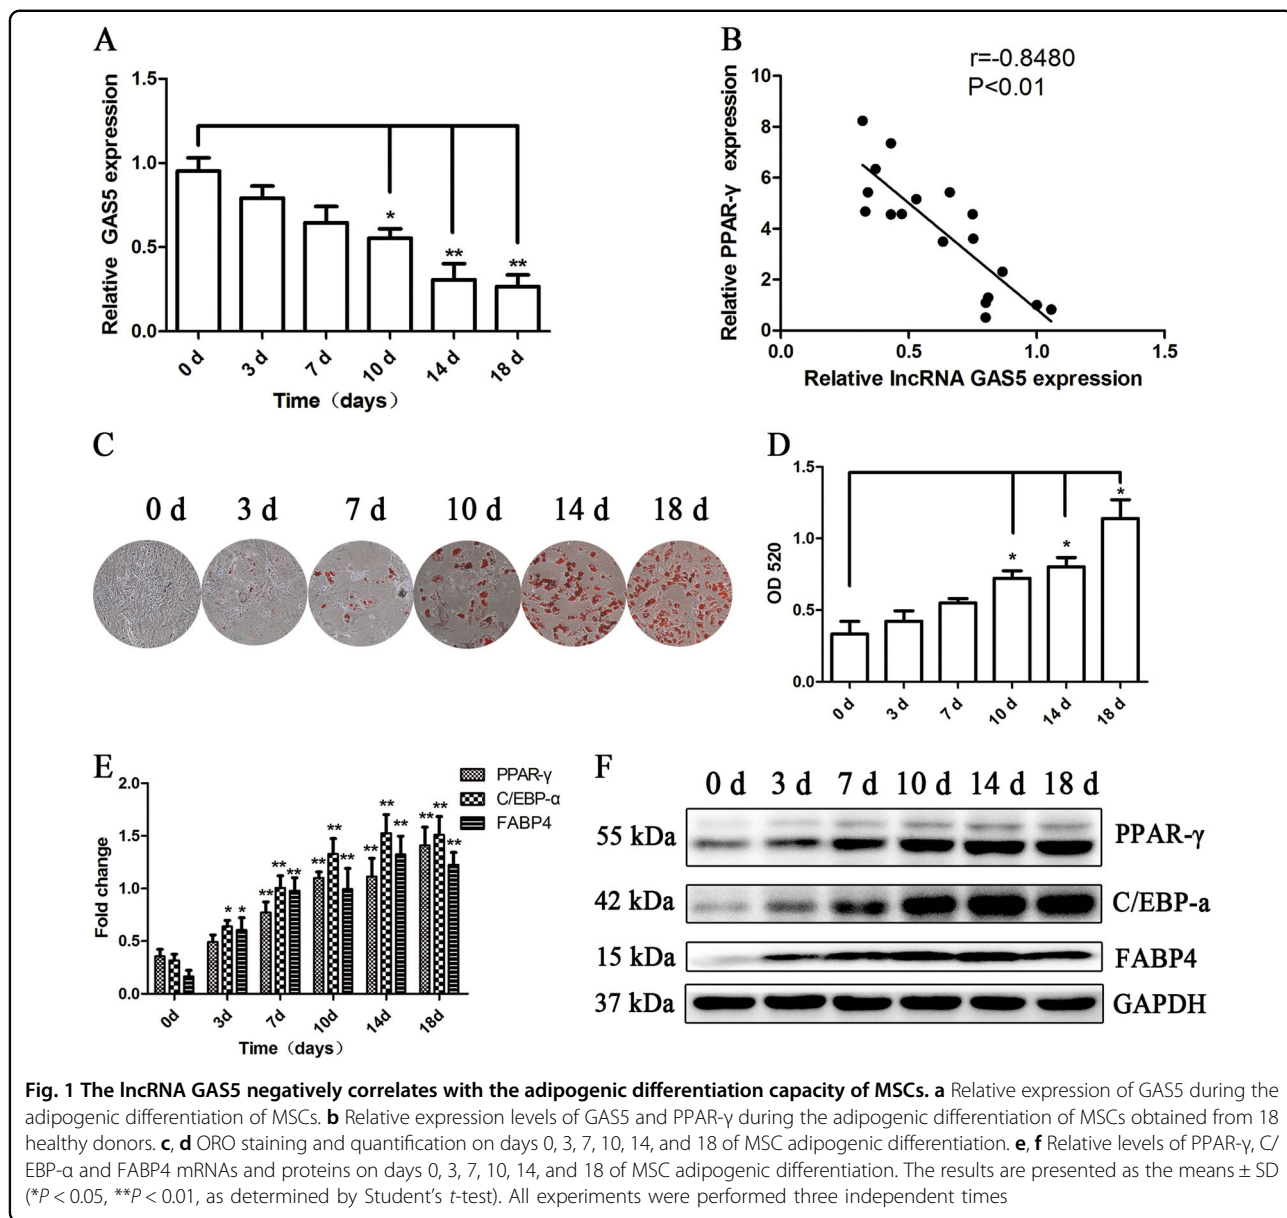 A
Relative GAS5 expression
1.5
1.0
0.5
0.0
*
**
**
0 d
3 d
7 d
10 d
14 d
18 d
Time（days）
B
r=-0.8480
P<0.01
Relative PPAR-γ expression
10
8
6
4
2
0
0.0
0.5
1.0
1.5
Relative lncRNA GAS5 expression
C
0 d 3 d 7 d 10 d 14 d 18 d
D
OD 520
1.5
1.0
0.5
0.0
*
*
*
0 d
3 d
7 d
10 d
14 d
18 d
E
Fold change
2.0
1.5
1.0
0.5
0.0
PPAR-γ
C/EBP-α
FABP4
* *
** ** **
** ** **
** ** **
** ** **
0d
3d
7d
10d
14d
18d
Time（days）
F
0 d 3 d 7 d 10 d 14 d 18 d
55 kDa PPAR-γ
42 kDa C/EBP-a
15 kDa FABP4
37 kDa GAPDH
Fig. 1 The lncRNA GAS5 negatively correlates with the adipogenic differentiation capacity of MSCs. a Relative expression of GAS5 during the
adipogenic differentiation of MSCs. b Relative expression levels of GAS5 and PPAR-γ during the adipogenic differentiation of MSCs obtained from 18
healthy donors. c, d ORO staining and quantification on days 0, 3, 7, 10, 14, and 18 of MSC adipogenic differentiation. e, f Relative levels of PPAR-γ, C/
EBP-α and FABP4 mRNAs and proteins on days 0, 3, 7, 10, 14, and 18 of MSC adipogenic differentiation. The results are presented as the means ± SD
(*P < 0.05, **P < 0.01, as determined by Student's t-test). All experiments were performed three independent times